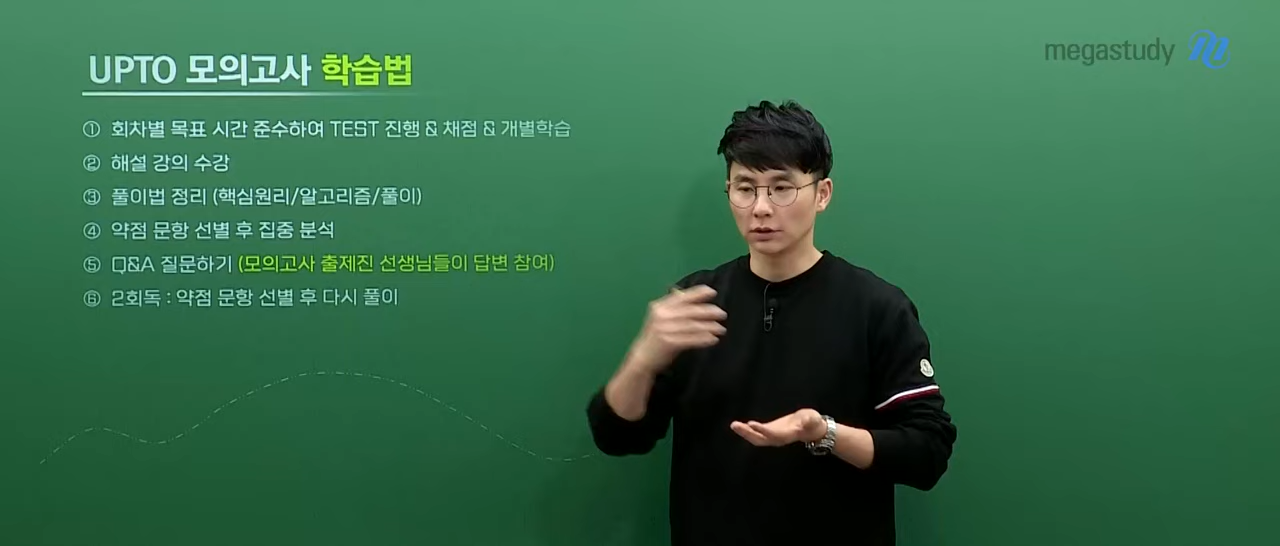 UPTO 모의고사 학습법
megastudy
① 회차별 목표 시간 준수하여 TEST 진행 & 채점 & 개별학습
② 해설 강의 수강
③ 풀이법 정리 (핵심원리/알고리즘/풀이)
④ 약점 문항 선별 후 집중 분석
⑤ Q&A 질문하기 (모의고사 출제진 선생님들이 답변 참여)
⑥ 2회독 : 약점 문항 선별 후 다시 풀이